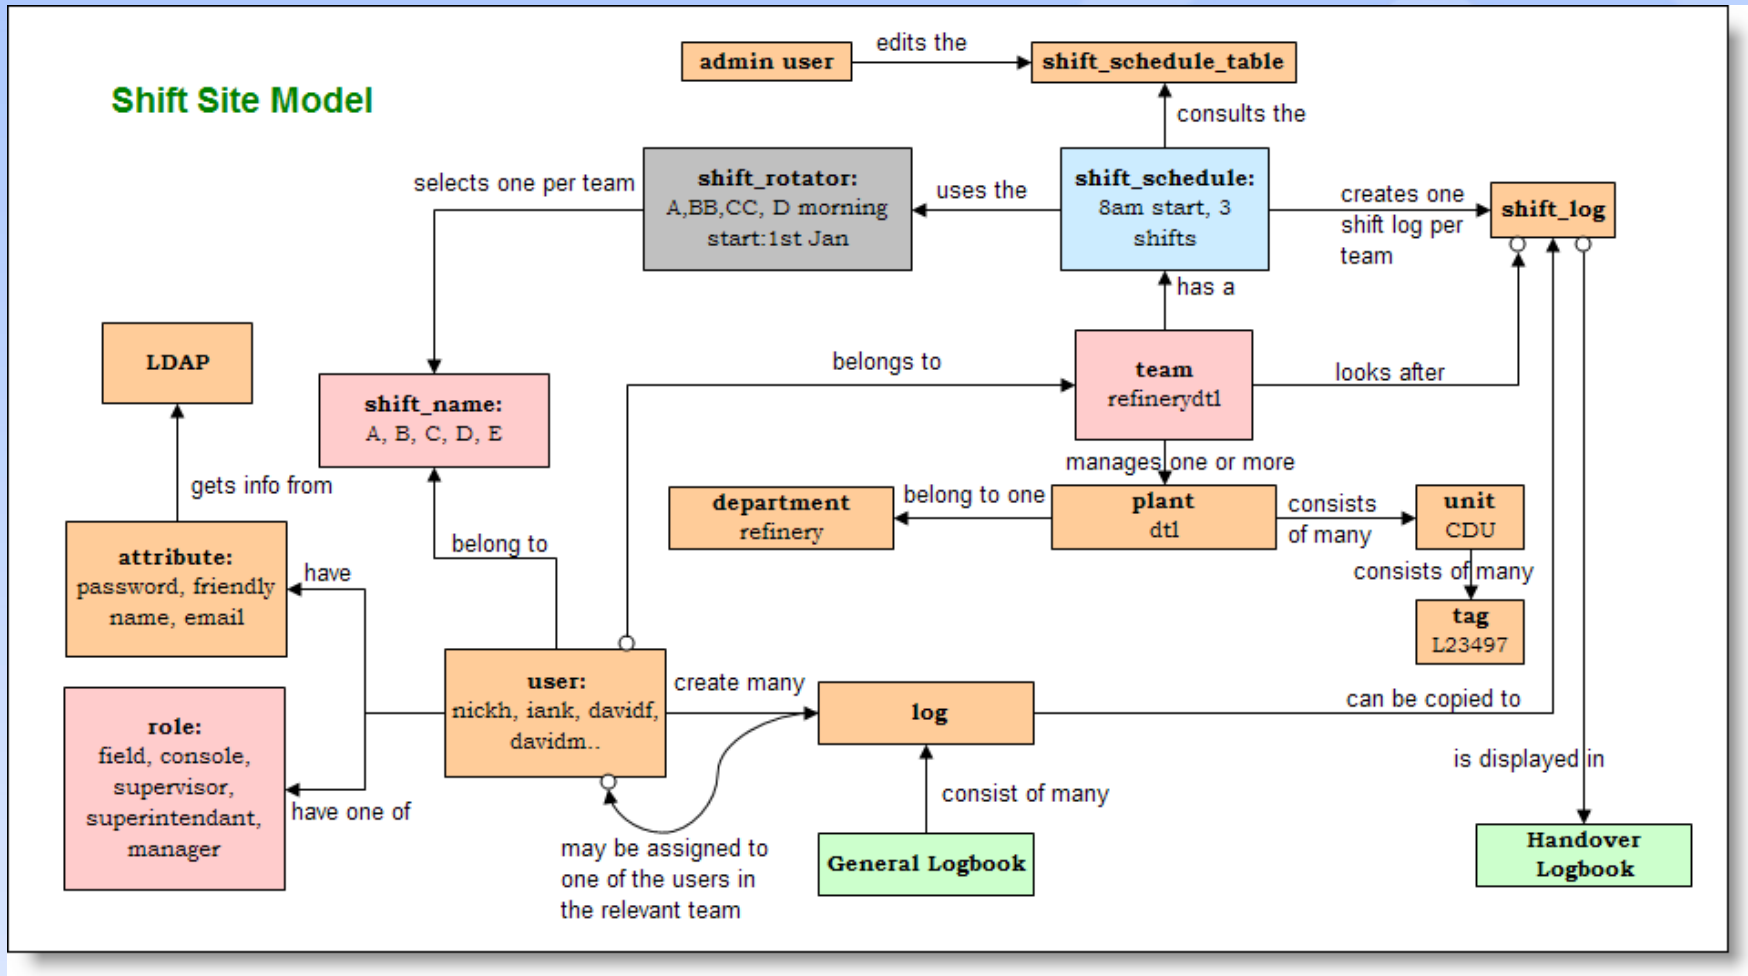 edits the
admin user
shift_schedule_table
Shift Site Model
consults the
selects one per team
shift_rotator:
A,BB,CC, D morning
start:1st Jan
uses the
shift_schedule:
8am start, 3
shifts
creates one
shift log per
team
shift_log
has a
LDAP
shift_name:
A, B, C, D, E
belongs to
team
refinerydtl
looks after
manages one or more
gets info from
department
refinery
belong to one
plant
dtl
consists
of many
unit
CDU
attribute:
password, friendly
name, email
belong to
have
consists of many
tag
L23497
role:
field, console,
supervisor,
superintendant,
manager
user:
nickh, iank, davidf,
davidm..
create many
log
can be copied to
have one of
is displayed in
consist of many
may be assigned to
one of the users in
the relevant team
General Logbook
Handover
Logbook